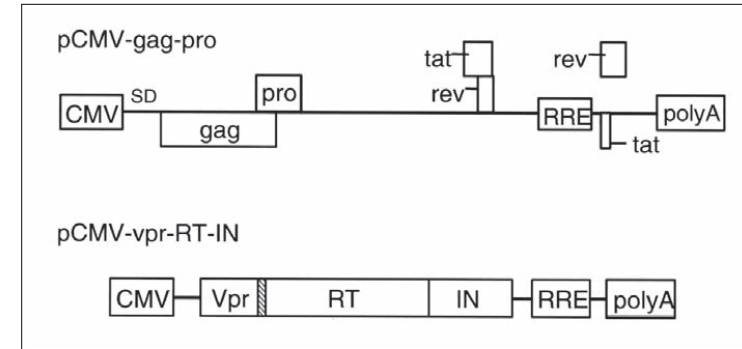 pCMV-gag-pro
tat rev
CMV SD pro rev RRE polyA
gag tat
pCMV-vpr-RT-IN
CMV Vpr RT IN RRE polyA